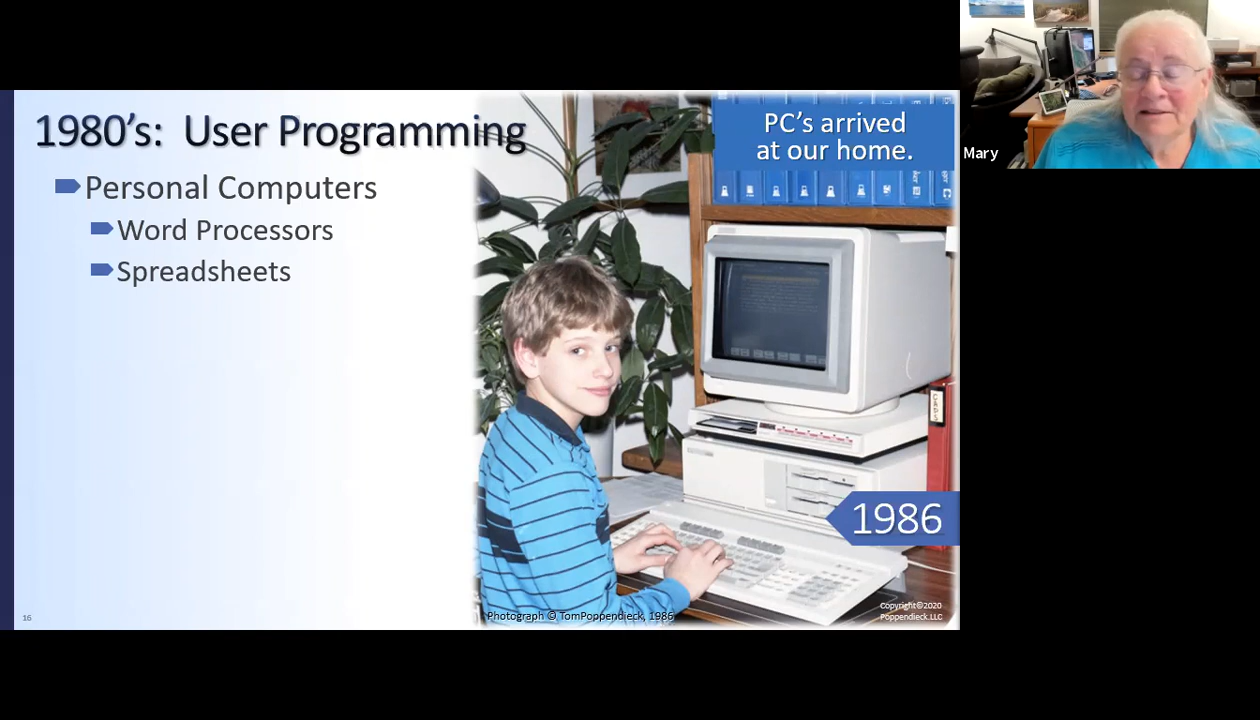 1980's:  User Programming
Personal Computers
Word Processors
Spreadsheets
PC's arrived
at our home.
Mary
1986
Photograph © TomPoppendieck, 1986
Copyright©2020
Poppendieck.LLC
16